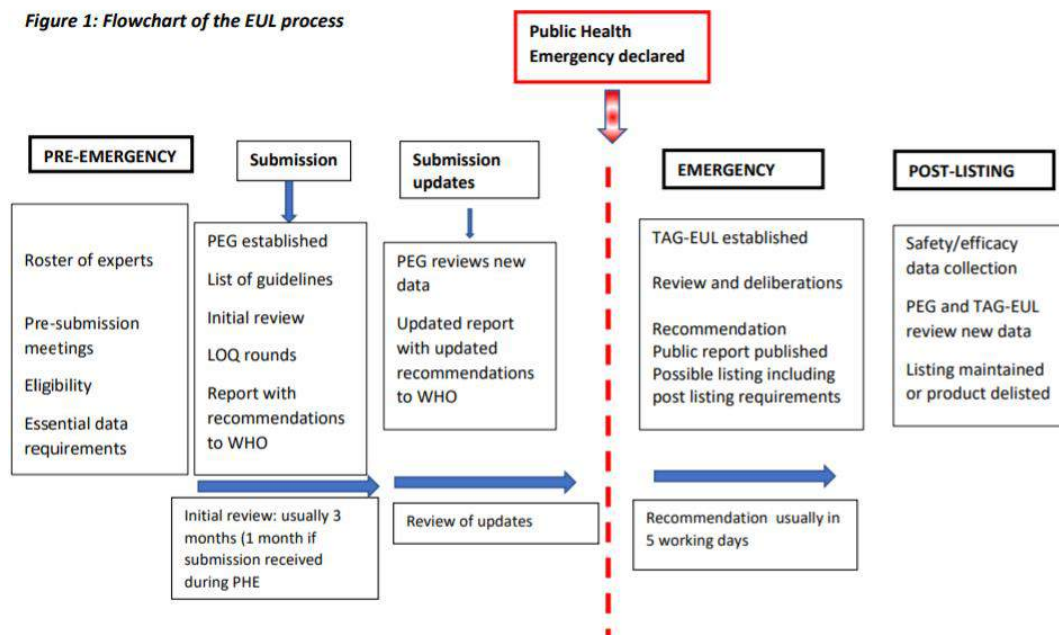 Figure 1: Flowchart of the EUL process
Public Health
Emergency declared
PRE-EMERGENCY
Roster of experts
Pre-submission
meetings
Eligibility
Essential data
requirements
Submission
PEG established
List of guidelines
Initial review
LOQ rounds
Report with
recommendations
to WHO
Initial review: usually 3
months (1 month if
submission received
during PHE
Submission
updates
PEG reviews new
data
Updated report
with updated
recommendations
to WHO
Review of updates
EMERGENCY
TAG-EUL established
Review and deliberations
Recommendation
Public report published
Possible listing including
post listing requirements
Recommendation usually in
5 working days
POST-LISTING
Safety/efficacy
data collection
PEG and TAG-EUL
review new data
Listing maintained
or product delisted